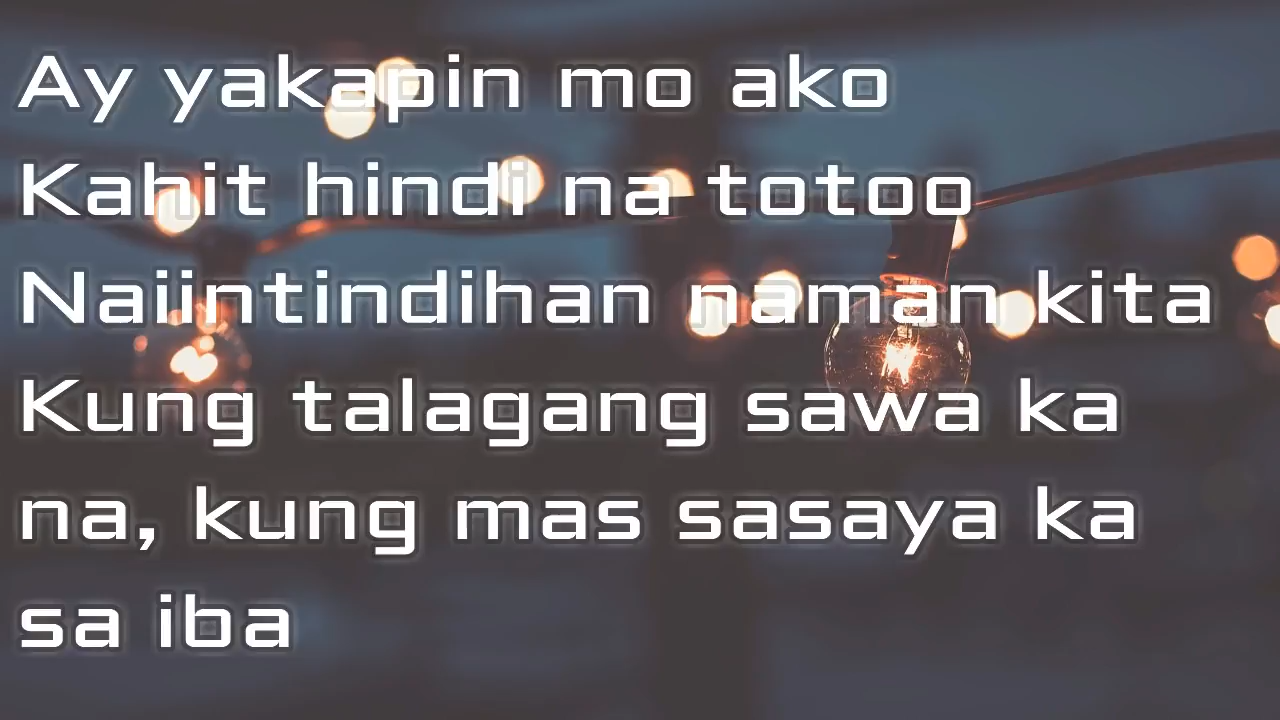 Ay yakapin mo ako
Kahit hindi na totoo
Naiintindihan naman kita
Kung talagang sawa ka
na, kung mas sasaya ka
sa iba